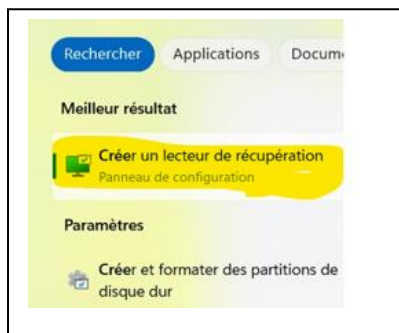 Rechercher Applications Docum
Meilleur résultat
Créer un lecteur de récupération
Panneau de configuration
Paramètres
Créer et formater des partitions de
disque dur